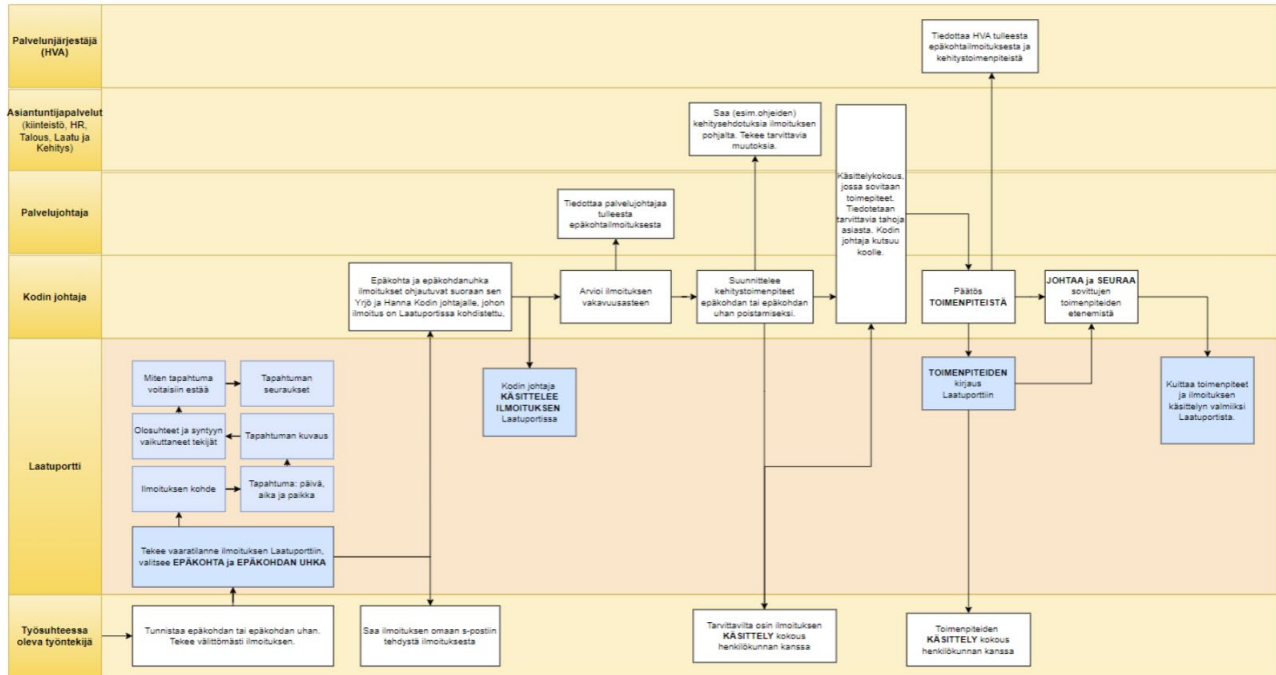 Palvelunjärjestäjä
(HVA)
Tiedottaa HVA tulleesta
epäkohtailmoituksesta ja
kehitystoimenpiteistä
Asiantuntijapalvelut
(kiinteistö, HR,
Talous, Laatu ja
Kehitys)
Saa (esim.ohjeiden)
kehitysehdotuksia ilmoituksen
pohjalta. Tekee tarvittavia
muutoksia.
Käsittelykokous,
jossa sovitaan
toimepiteet.
Tiedotetaan
tarvittavia tahoja
asiasta. Kodin
johtaja kutsuu
koolle.
Palvelujohtaja
Tiedottaa palvelujohtajaa
tulleesta
epäkohtailmoituksesta
Kodin johtaja
Epäkohta ja epäkohdanuhka
ilmoitukset ohjautuvat suoraan sen
Yrjö ja Hanna Kodin johtajalle, johon
ilmoitus on Laatuportissa kohdistettu.
Arvioi ilmoituksen
vakavuusasteen
Suunnittelee
kehitystoimenpiteet
epäkohdan tai epäkohdan
uhan poistamiseksi.
Päätös
TOIMENPITEISTÄ
JOHTAA ja SEURAA
sovittujen
toimenpiteiden
etenemistä
Laatuportti
Miten tapahtuma
voitaisiin estää
Tapahtuman
seuraukset
Olosuhteet ja syntyyn
vaikuttaneet tekijät
Tapahtuman kuvaus
Ilmoituksen kohde
Tapahtuma: päivä,
aika ja paikka
Tekee vaaratilanne ilmoituksen Laatuporttiin,
valitsee EPÄKOHTA ja EPÄKOHDAN UHKA
Kodin johtaja
KÄSITTELEE
ILMOITUKSEN
Laatuportissa
TOIMENPITEIDEN
kirjaus
Laatuporttiin
Kuittaa toimenpiteet
ja ilmoituksen
käsittelyn valmiiksi
Laatuportista.
Työsuhteessa
oleva työntekijä
Tunnistaa epäkohdan tai epäkohdan uhan.
Tekee välittömästi ilmoituksen.
Saa ilmoituksen omaan s-postiin
tehdystä ilmoituksesta
Tarvittavilta osin ilmoituksen
KÄSITTELY kokous
henkilökunnan kanssa
Toimenpiteiden
KÄSITTELY kokous
henkilökunnan kanssa